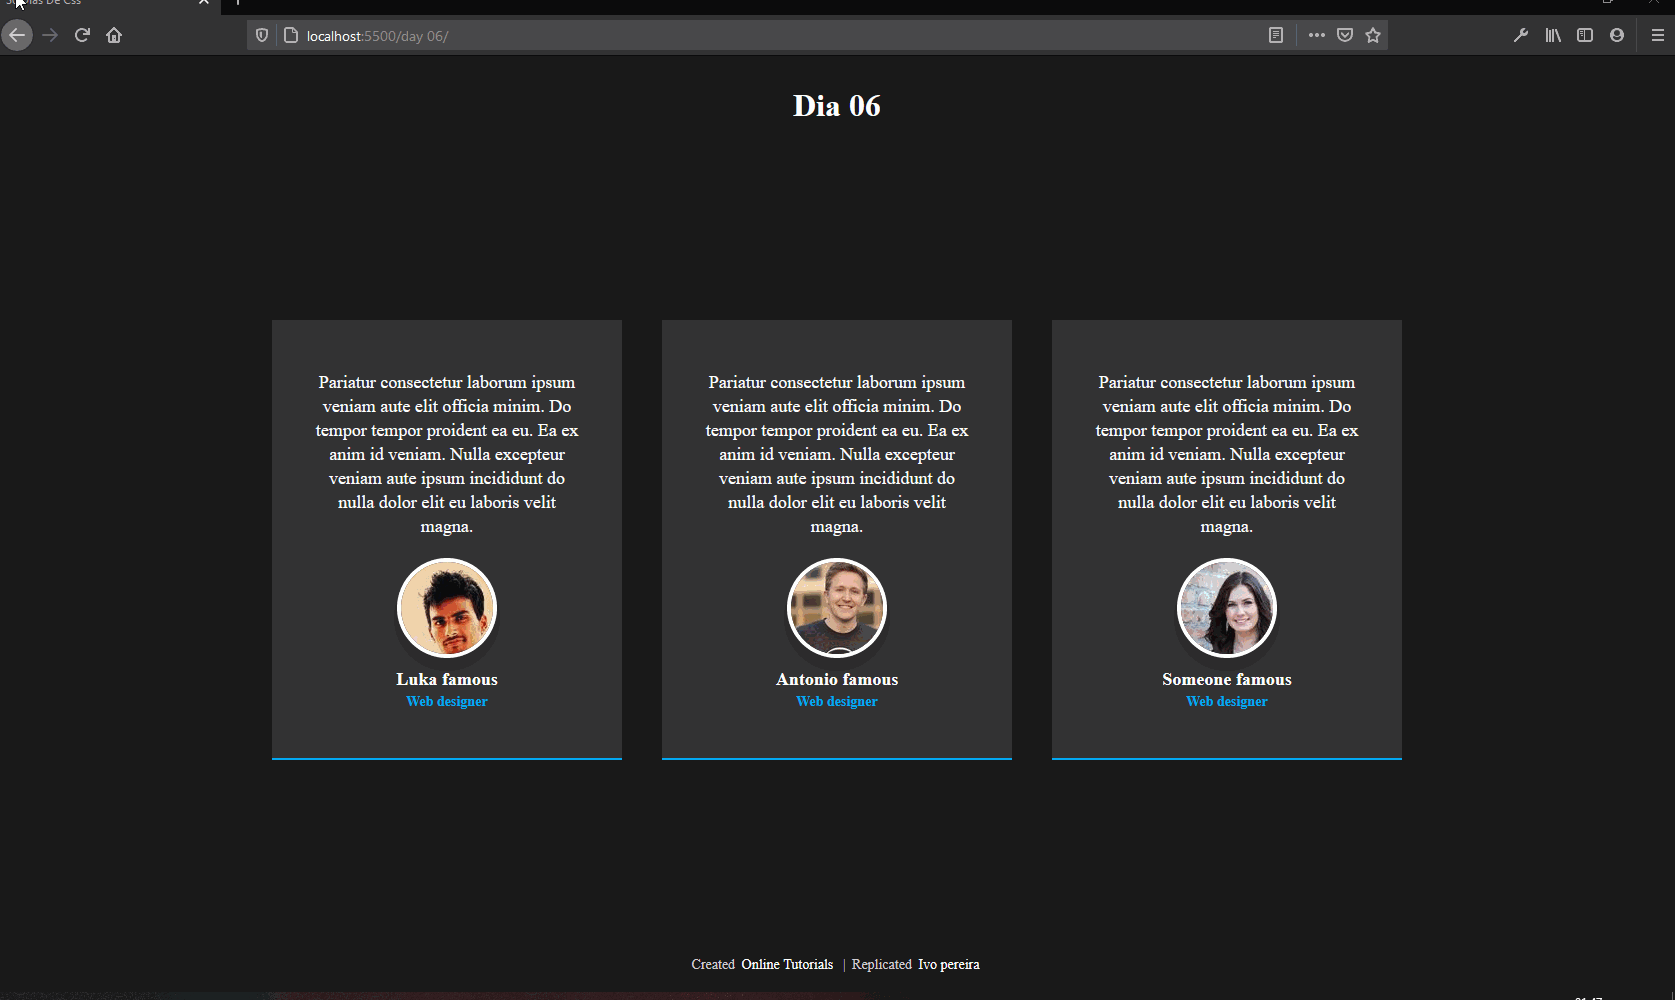 De Css
localhost:5500/day 06/
Dia 06
Pariatur consectetur laborum ipsum
veniam aute elit officia minim. Do
tempor tempor proident ea eu. Ea ex
anim id veniam. Nulla excepteur
veniam aute ipsum incididunt do
nulla dolor elit eu laboris velit
magna.
Luka famous
Web designer
Pariatur consectetur laborum ipsum
veniam aute elit officia minim. Do
tempor tempor proident ea eu. Ea ex
anim id veniam. Nulla excepteur
veniam aute ipsum incididunt do
nulla dolor elit eu laboris velit
magna.
Antonio famous
Web designer
Pariatur consectetur laborum ipsum
veniam aute elit officia minim. Do
tempor tempor proident ea eu. Ea ex
anim id veniam. Nulla excepteur
veniam aute ipsum incididunt do
nulla dolor elit eu laboris velit
magna.
Someone famous
Web designer
Created Online Tutorials | Replicated Ivo pereira